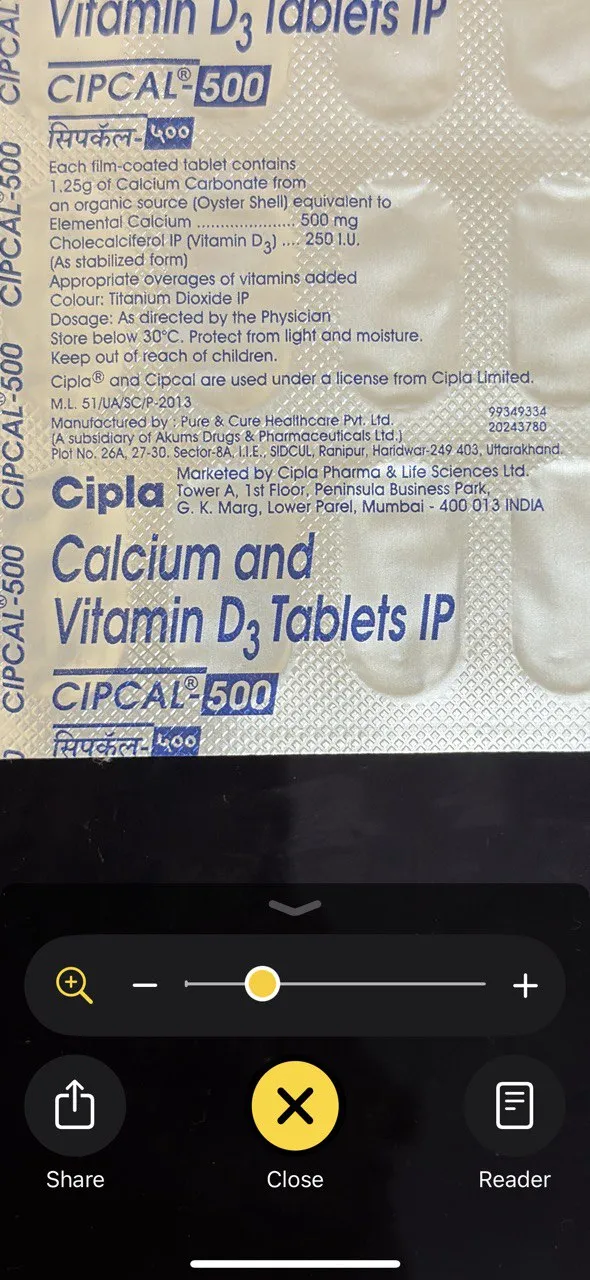 Vitamin D3 Tablets IP
CIPCAL®-500
सिपकॅल-५००
Each film-coated tablet contains
1.25g of Calcium Carbonate from
an organic source (Oyster Shell) equivalent to
Elemental Calcium ...................... 500 mg
Cholecalciferol IP (Vitamin D3) .... 250 I.U.
(As stabilized form)
Appropriate overages of vitamins added
Colour: Titanium Dioxide IP
Dosage: As directed by the Physician
Store below 30°C. Protect from light and moisture.
Keep out of reach of children.
Cipla® and Cipcal are used under a license from Cipla Limited.
M.L. 51/UA/SC/P-2013
99349334
20243780
Manufactured by : Pure & Cure Healthcare Pvt. Ltd.
(A subsidiary of Akums Drugs & Pharmaceuticals Ltd.)
Plot No. 26A, 27-30, Sector-8A, I.I.E., SIDCUL, Ranipur, Haridwar-249 403, Uttarakhand.
Cipla
Marketed by Cipla Pharma & Life Sciences Ltd.
Tower A, 1st Floor, Peninsula Business Park,
G. K. Marg, Lower Parel, Mumbai - 400 013 INDIA
Calcium and
Vitamin D3 Tablets IP
CIPCAL®-500
सिपकॅल-५००
CIPCAL
CIPCAL®-500
CIPCAL®-500
CIPCAL®-500
Share
Close
Reader